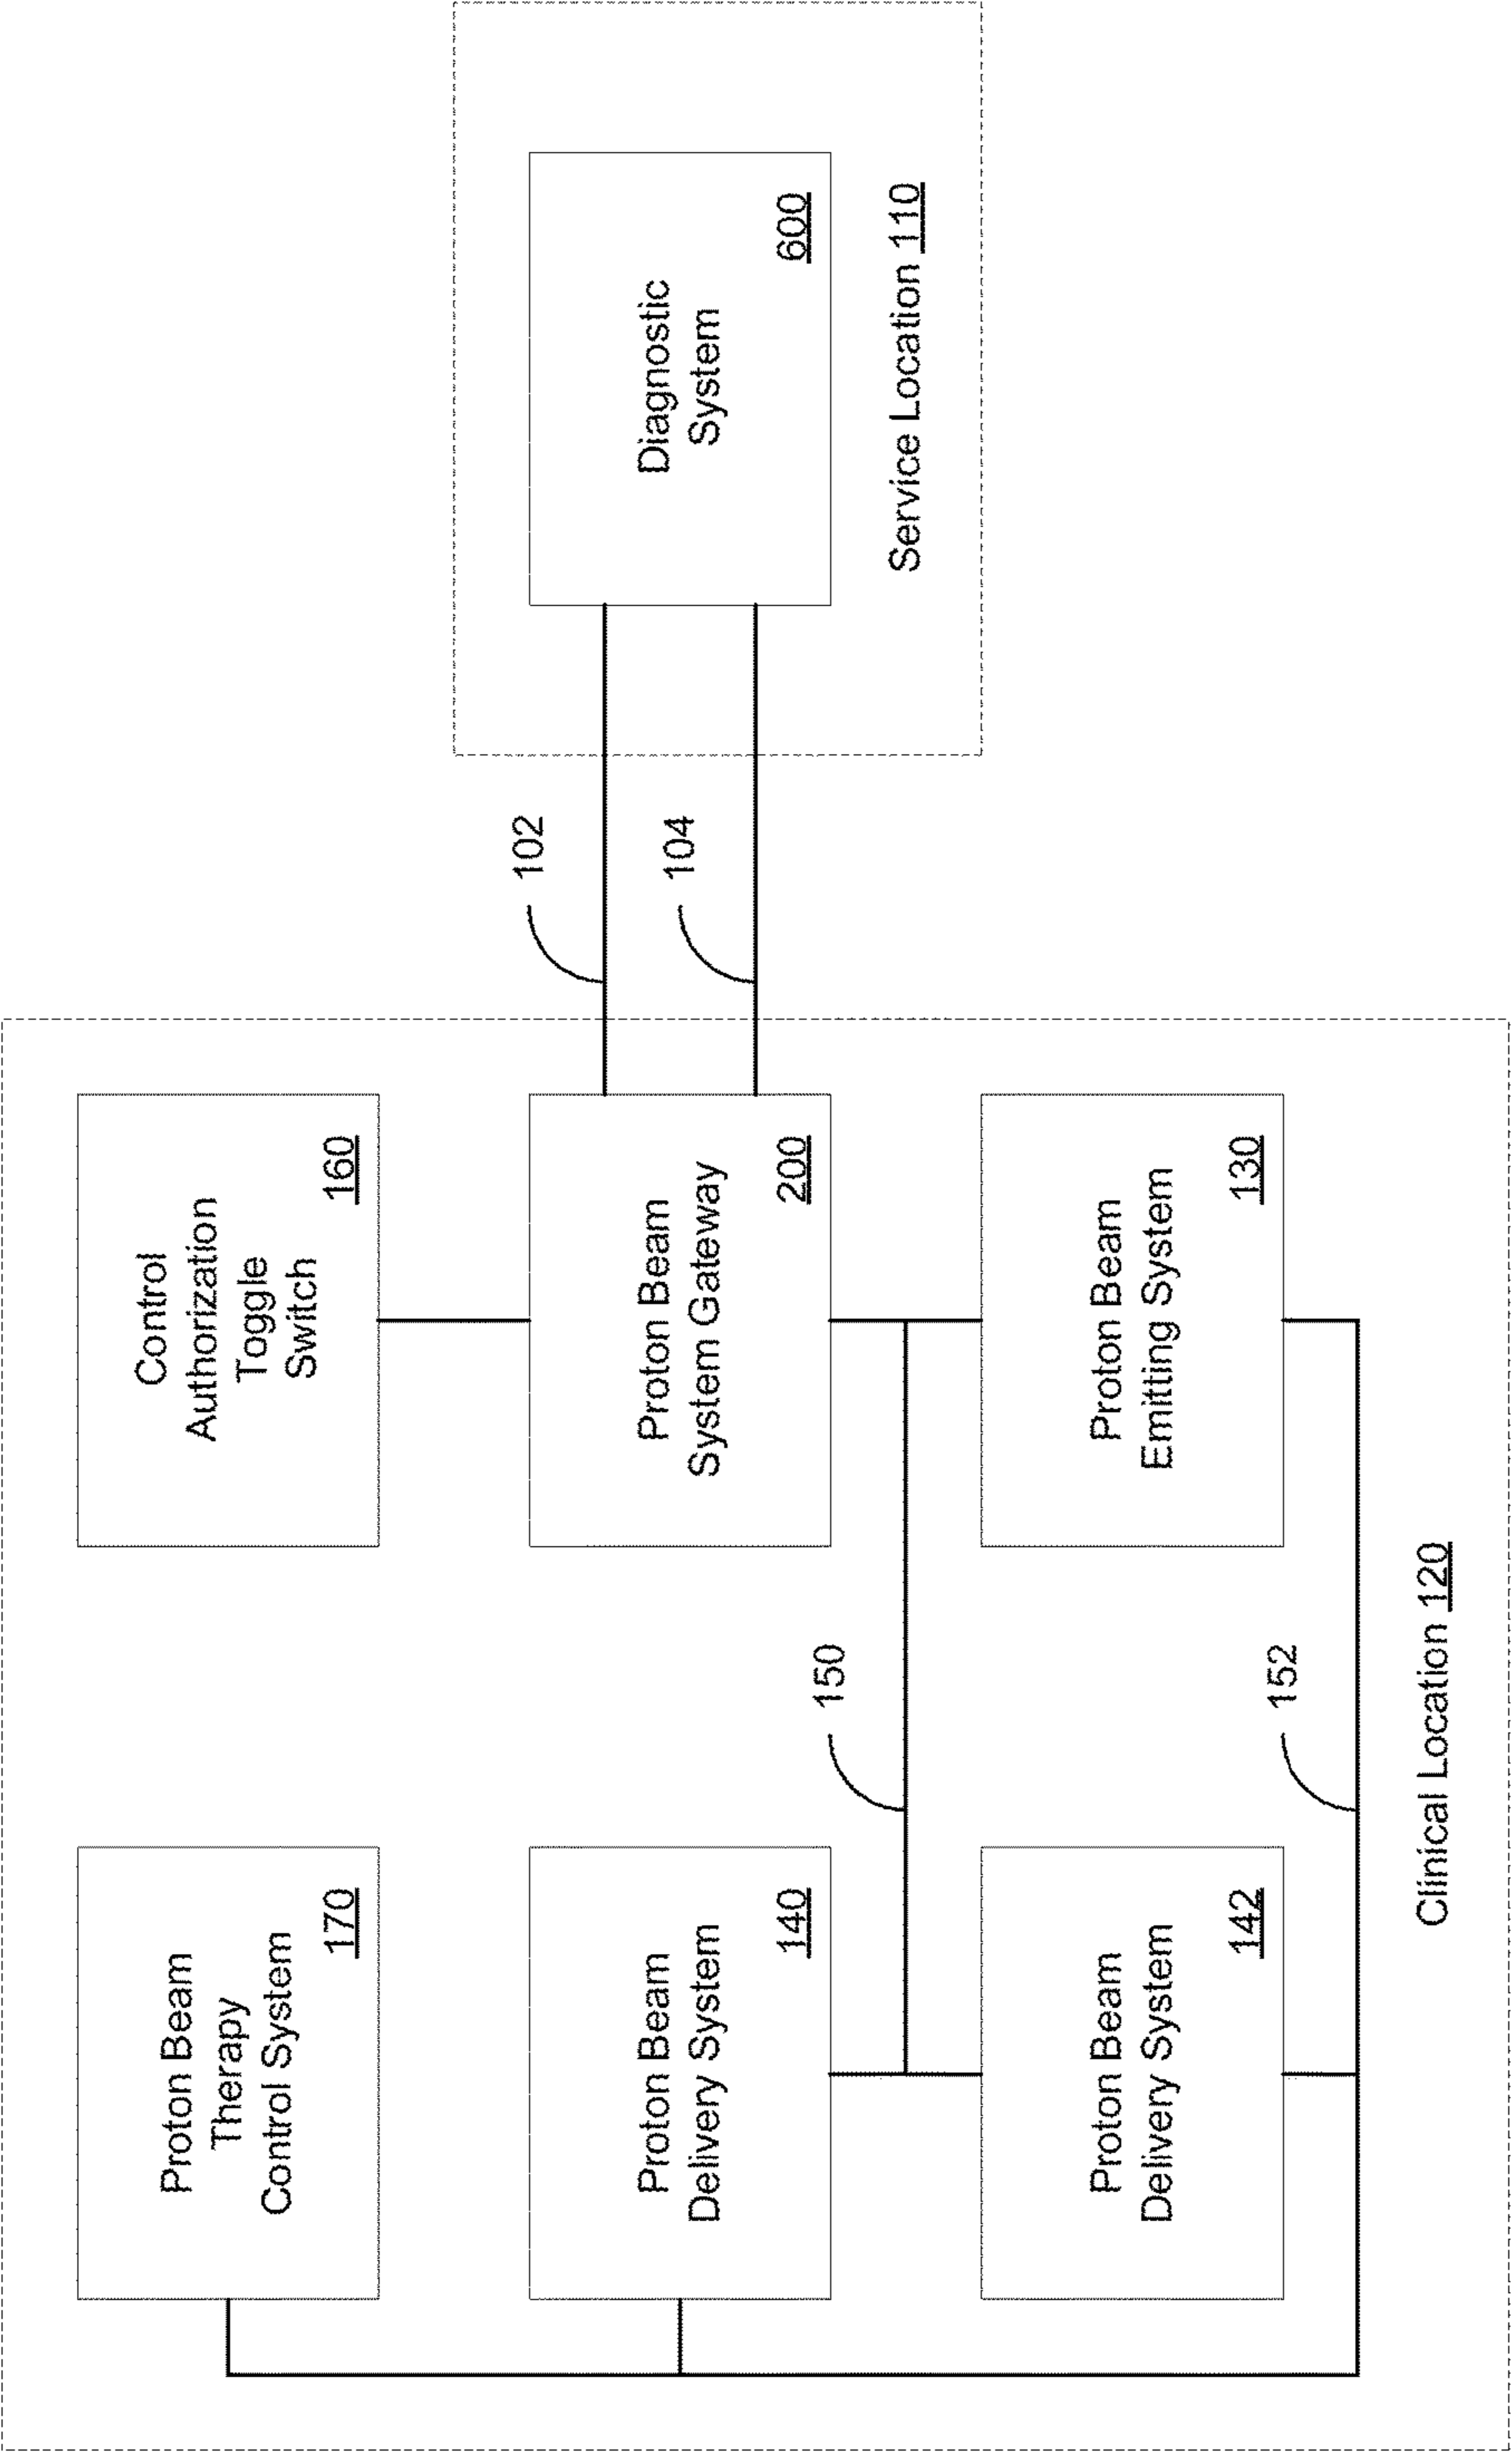 Proton Beam
Therapy
Control System
170
Control
Authorization
Toggle
Switch
160
Proton Beam
Delivery System
140
Proton Beam
System Gateway
200
102
104
Diagnostic
System
600
150
Proton Beam
Delivery System
142
Proton Beam
Emitting System
130
Service Location 110
152
Clinical Location 120